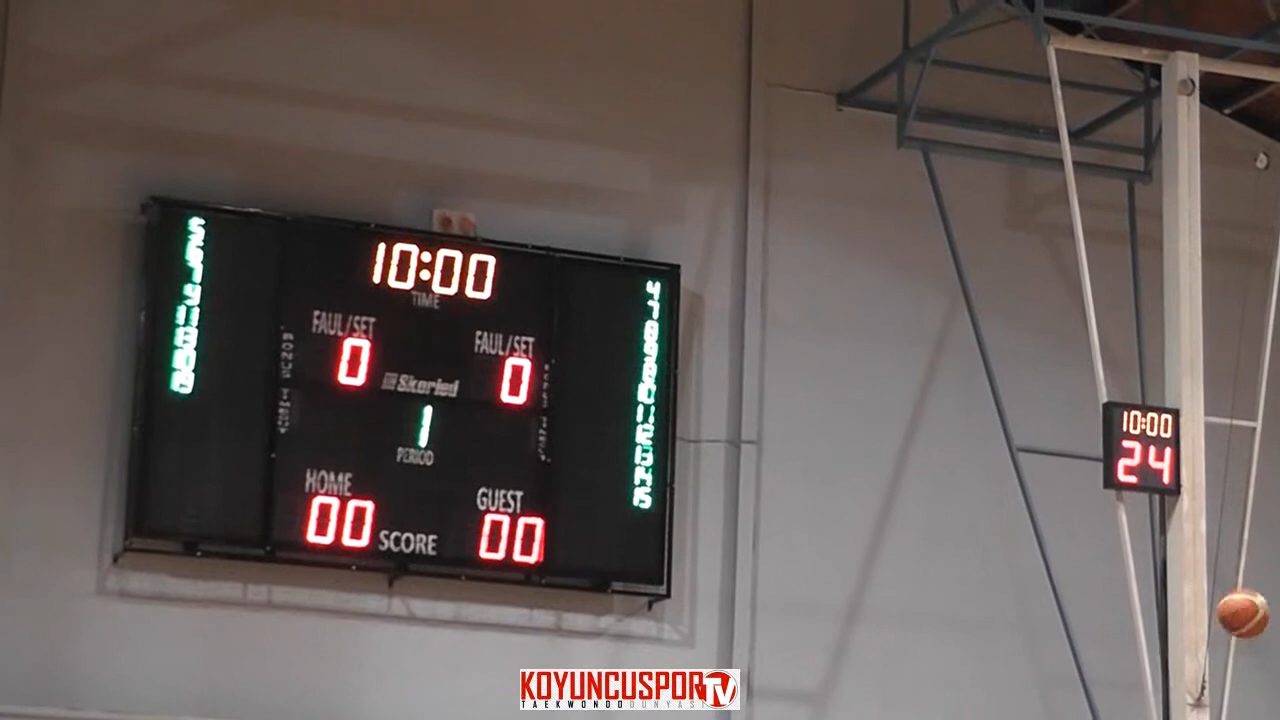 10:00
TIME
FAUL/SET
FAUL/SET
0
0
Skorled
1
PERIOD
HOME
GUEST
00
SCORE
00
10:00
24
KOYUNCUSPOR TV
TAEKWONDO DÜNYASI